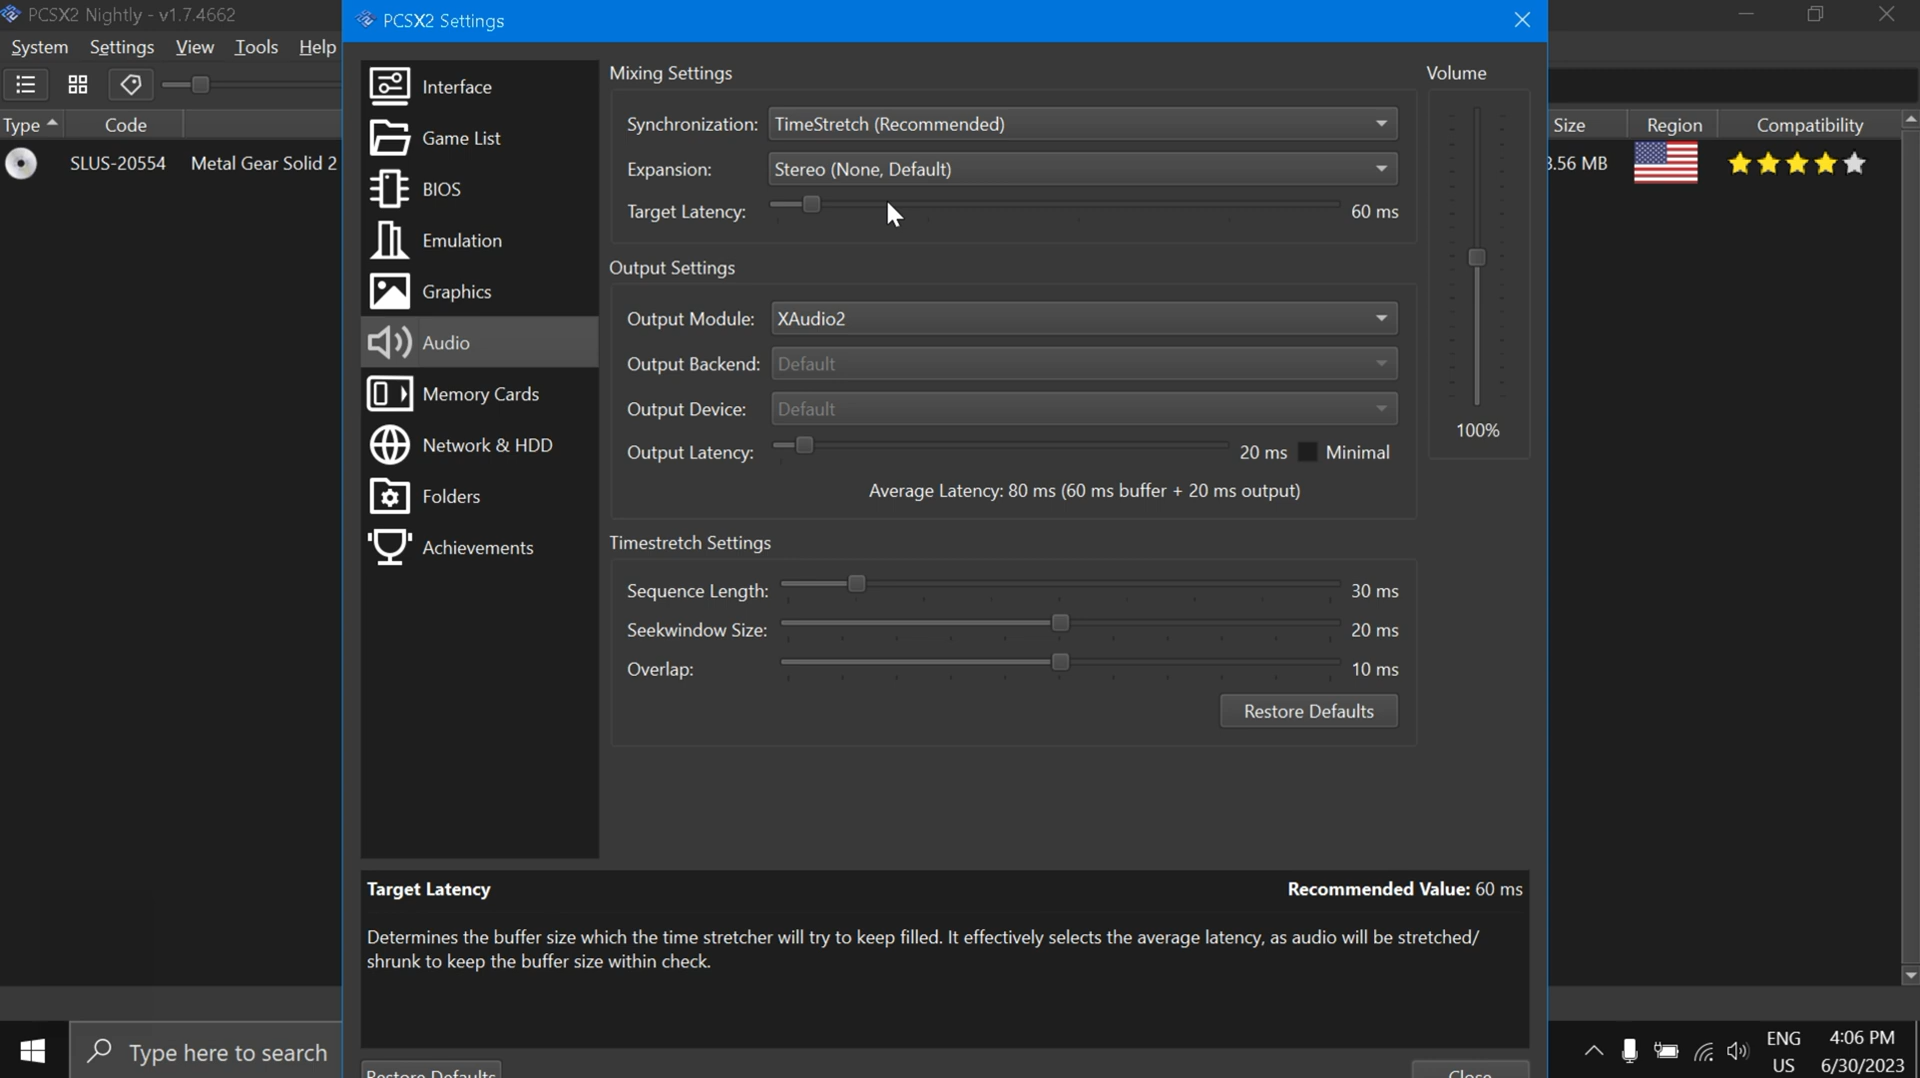 PCSX2 Nightly - v1.7.4662
PCSX2 Settings
System Settings View Tools Help
Type Code
Size Region Compatibility
SLUS-20554 Metal Gear Solid 2
3.56 MB
Interface
Game List
BIOS
Emulation
Graphics
Audio
Memory Cards
Network & HDD
Folders
Achievements
Mixing Settings
Synchronization: TimeStretch (Recommended)
Expansion: Stereo (None, Default)
Target Latency: 60 ms
Output Settings
Output Module: XAudio2
Output Backend: Default
Output Device: Default
Output Latency: 20 ms Minimal
Average Latency: 80 ms (60 ms buffer + 20 ms output)
Timestretch Settings
Sequence Length: 30 ms
Seekwindow Size: 20 ms
Overlap: 10 ms
Restore Defaults
Volume
100%
Target Latency Recommended Value: 60 ms
Determines the buffer size which the time stretcher will try to keep filled. It effectively selects the average latency, as audio will be stretched/
shrunk to keep the buffer size within check.
Restore Defaults
Close
Type here to search
ENG
US
4:06 PM
6/30/2023